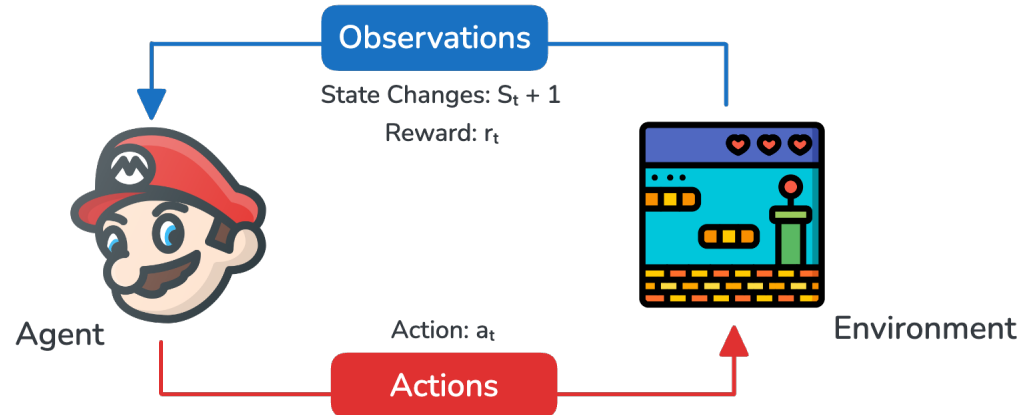 Observations
State Changes: Sₜ + 1
Reward: rₜ
M
Agent
Environment
Action: aₜ
Actions